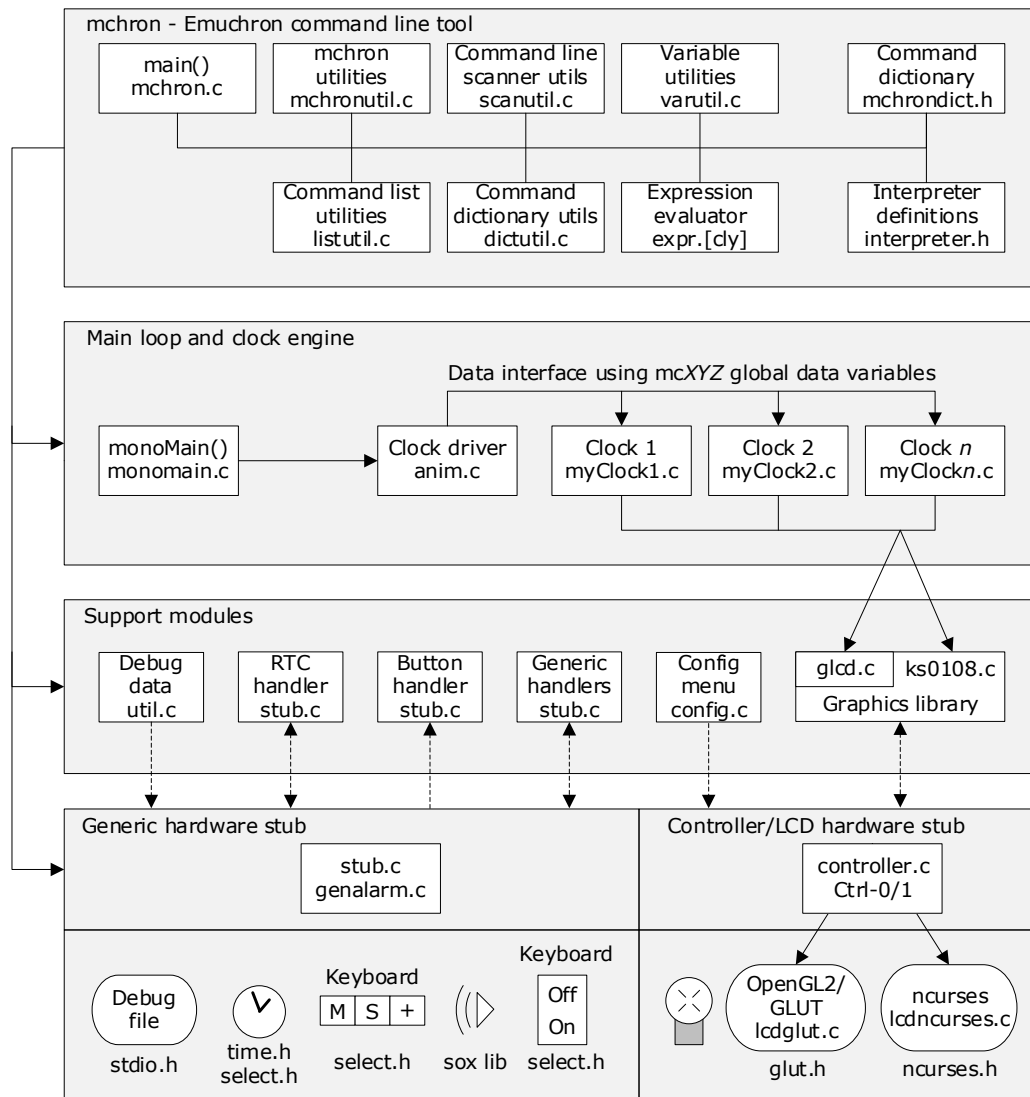 mchron - Emuchron command line tool
main()
mchron.c
mchron
utilities
mchronutil.c
Command line
scanner utils
scanutil.c
Variable
utilities
varutil.c
Command
dictionary
mchrondict.h
Command list
utilities
listutil.c
Command
dictionary utils
dictutil.c
Expression
evaluator
expr.[cly]
Interpreter
definitions
interpreter.h
Main loop and clock engine
Data interface using mcXYZ global data variables
monoMain()
monomain.c
Clock driver
anim.c
Clock 1
myClock1.c
Clock 2
myClock2.c
Clock n
myClockn.c
Support modules
Debug
data
util.c
RTC
handler
stub.c
Button
handler
stub.c
Generic
handlers
stub.c
Config
menu
config.c
glcd.c
ks0108.c
Graphics library
Generic hardware stub
stub.c
genalarm.c
Controller/LCD hardware stub
controller.c
Ctrl-0/1
Debug
file
stdio.h
time.h
select.h
Keyboard
M S +
select.h
sox lib
Keyboard
Off
On
select.h
OpenGL2/
GLUT
lcdglut.c
glut.h
ncurses
lcdncurses.c
ncurses.h